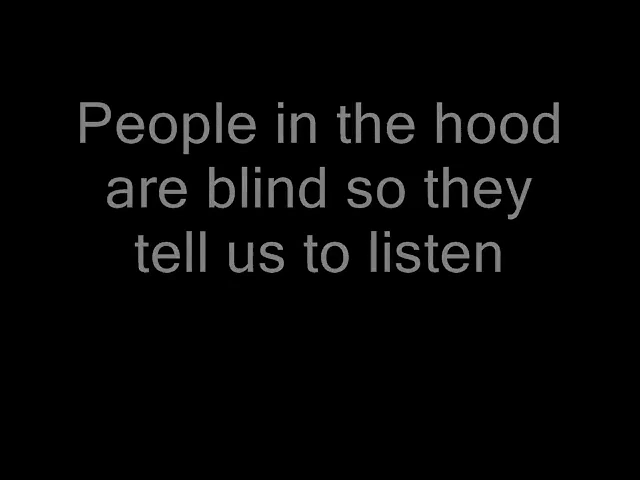 People in the hood
are blind so they
tell us to listen